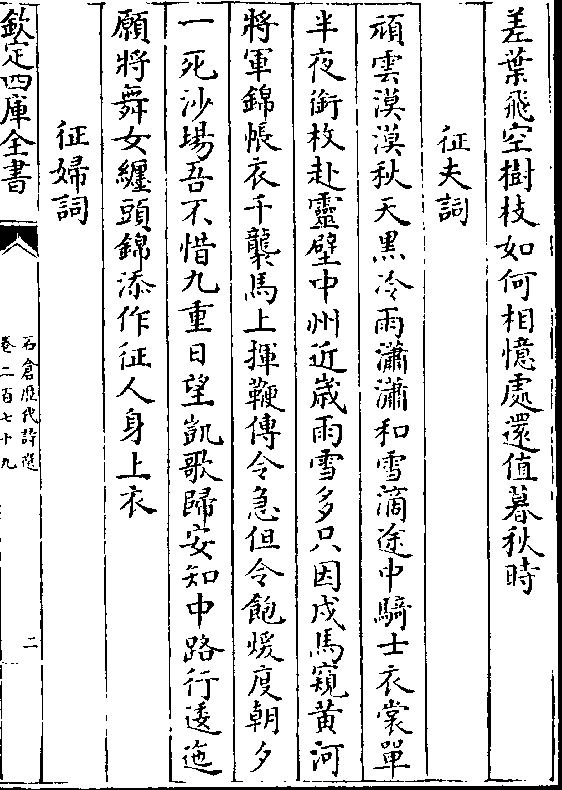 差葉飛空樹枝如何相憶處還值暮秋時
征夫詞
頑雲漠漠秋天黒冷雨瀟瀟和雪滴途中騎士衣裳單
半夜銜枚赴靈壁中州近歲雨雪多只因戍馬窺黄河
將軍錦帳衣千襲馬上揮鞭傳令急但令飽煖度朝夕
一死沙場吾不惜九重日望凱歌歸安知中路行逶迤
願將舞女纏頭錦添作征人身上衣
征婦詞
欽定四庫全書
石倉歴代詩選
卷二百七十九
二